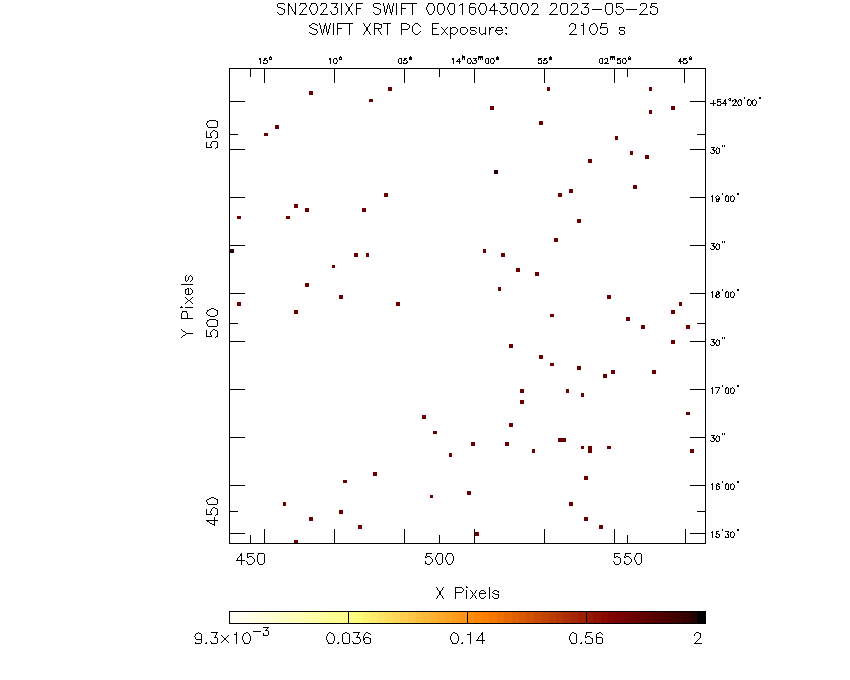 SN2023IXF SWIFT 00016043002 2023-05-25
SWIFT XRT PC Exposure: 2105 s
15ˢ 10ˢ 05ˢ 14ʰ03ᵐ00ˢ 55ˢ 02ᵐ50ˢ 45ˢ
+54°20'00"
30"
19'00"
30"
18'00"
30"
17'00"
30"
16'00"
15'30"
550
500
450
Y Pixels
450 500 550
X Pixels
9.3×10⁻³ 0.036 0.14 0.56 2